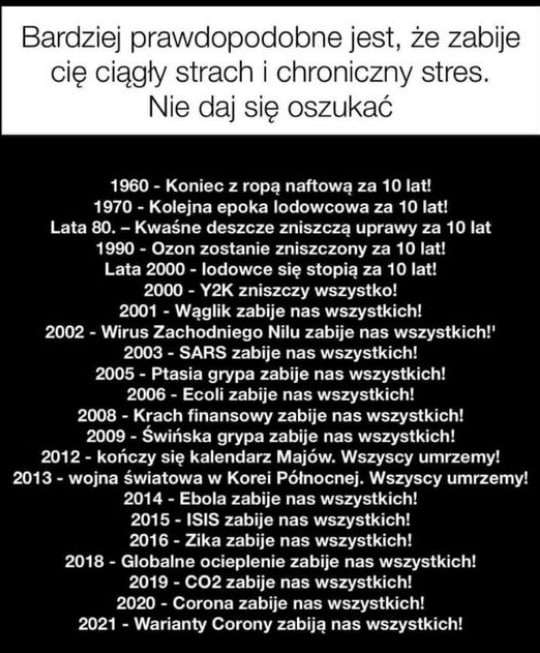 Bardziej prawdopodobne jest, że zabije
cię ciągły strach i chroniczny stres.
Nie daj się oszukać
1960 - Koniec z ropą naftową za 10 lat!
1970 - Kolejna epoka lodowcowa za 10 lat!
Lata 80. – Kwaśne deszcze zniszczą uprawy za 10 lat
1990 - Ozon zostanie zniszczony za 10 lat!
Lata 2000 - lodowce się stopią za 10 lat!
2000 - Y2K zniszczy wszystko!
2001 - Wąglik zabije nas wszystkich!
2002 - Wirus Zachodniego Nilu zabije nas wszystkich!'
2003 - SARS zabije nas wszystkich!
2005 - Ptasia grypa zabije nas wszystkich!
2006 - Ecoli zabije nas wszystkich!
2008 - Krach finansowy zabije nas wszystkich!
2009 - Świńska grypa zabije nas wszystkich!
2012 - kończy się kalendarz Majów. Wszyscy umrzemy!
2013 - wojna światowa w Korei Północnej. Wszyscy umrzemy!
2014 - Ebola zabije nas wszystkich!
2015 - ISIS zabije nas wszystkich!
2016 - Zika zabije nas wszystkich!
2018 - Globalne ocieplenie zabije nas wszystkich!
2019 - CO2 zabije nas wszystkich!
2020 - Corona zabije nas wszystkich!
2021 - Warianty Corony zabiją nas wszystkich!